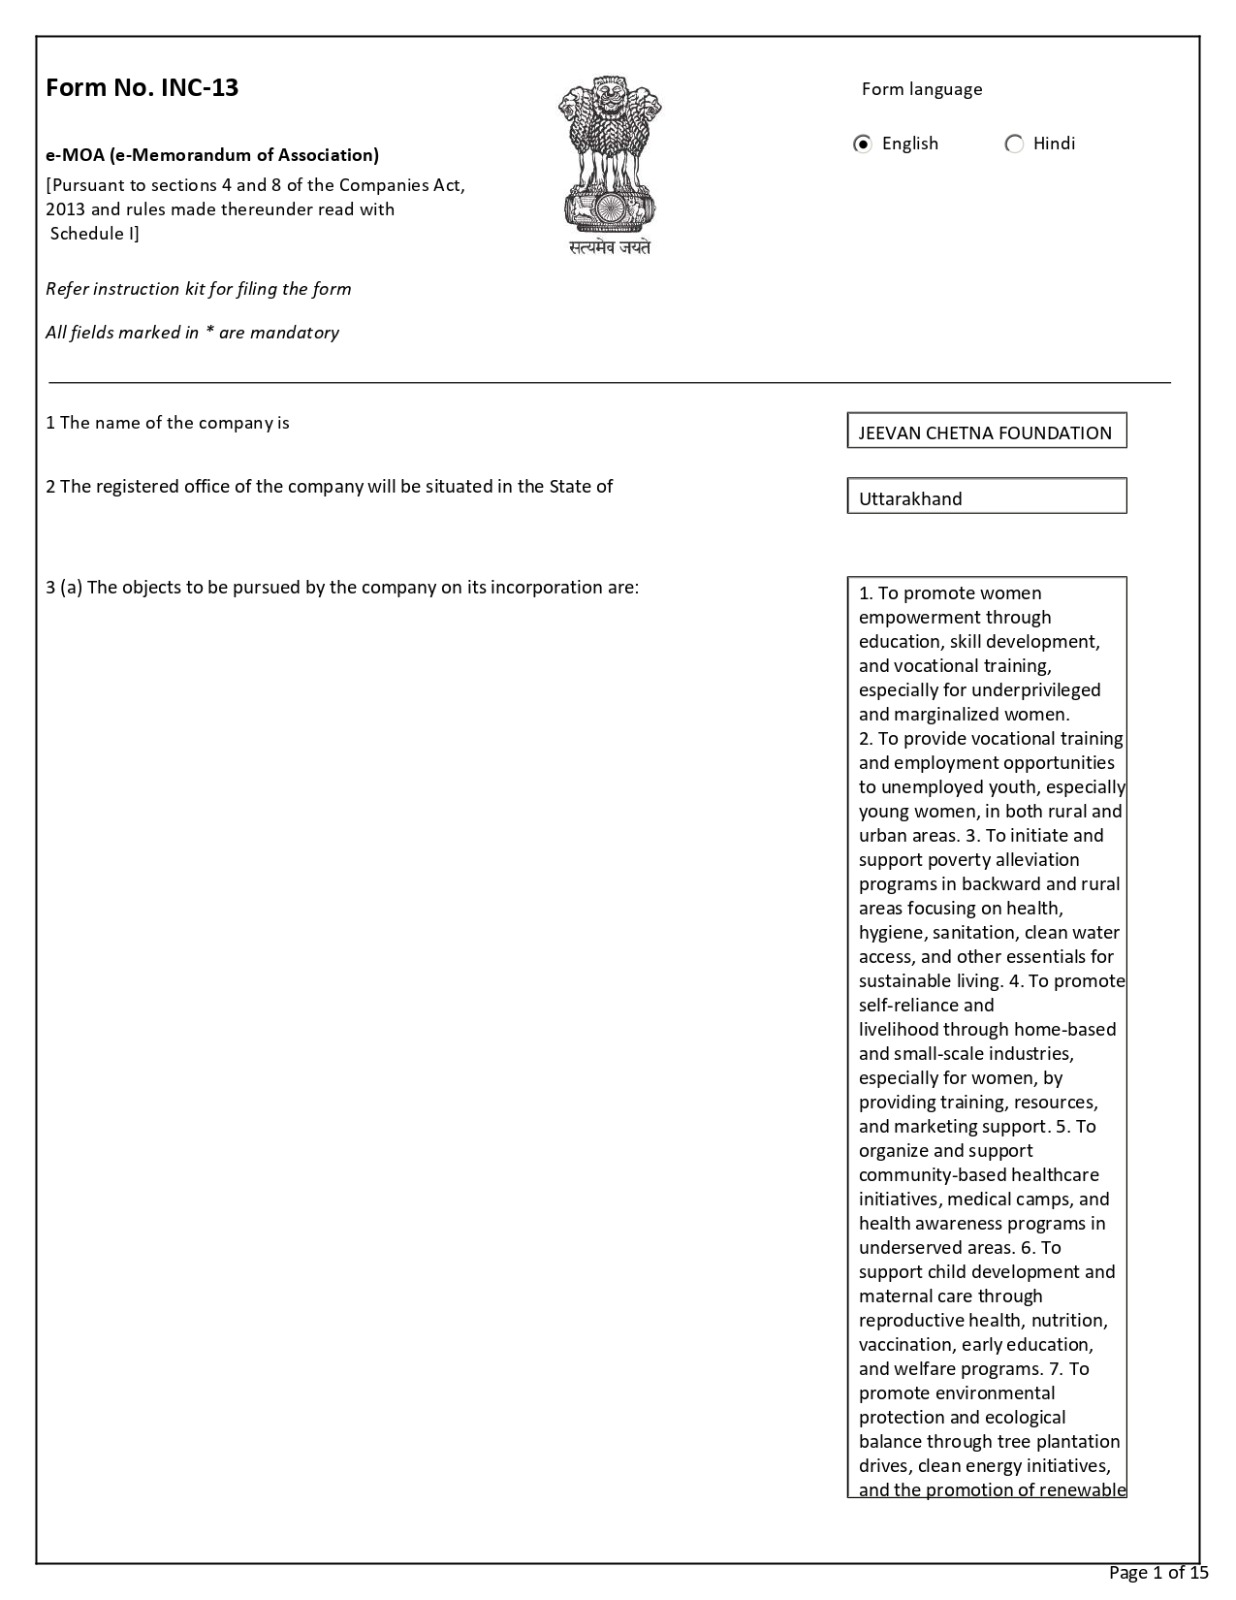 Form No. INC-13
Form language
English
Hindi
e-MOA (e-Memorandum of Association)
[Pursuant to sections 4 and 8 of the Companies Act,
2013 and rules made thereunder read with
Schedule I]
सत्यमेव जयते
Refer instruction kit for filing the form
All fields marked in * are mandatory
1 The name of the company is
JEEVAN CHETNA FOUNDATION
2 The registered office of the company will be situated in the State of
Uttarakhand
3 (a) The objects to be pursued by the company on its incorporation are:
1. To promote women
empowerment through
education, skill development,
and vocational training,
especially for underprivileged
and marginalized women.
2. To provide vocational training
and employment opportunities
to unemployed youth, especially
young women, in both rural and
urban areas. 3. To initiate and
support poverty alleviation
programs in backward and rural
areas focusing on health,
hygiene, sanitation, clean water
access, and other essentials for
sustainable living. 4. To promote
self-reliance and
livelihood through home-based
and small-scale industries,
especially for women, by
providing training, resources,
and marketing support. 5. To
organize and support
community-based healthcare
initiatives, medical camps, and
health awareness programs in
underserved areas. 6. To
support child development and
maternal care through
reproductive health, nutrition,
vaccination, early education,
and welfare programs. 7. To
promote environmental
protection and ecological
balance through tree plantation
drives, clean energy initiatives,
and the promotion of renewable
Page 1 of 15